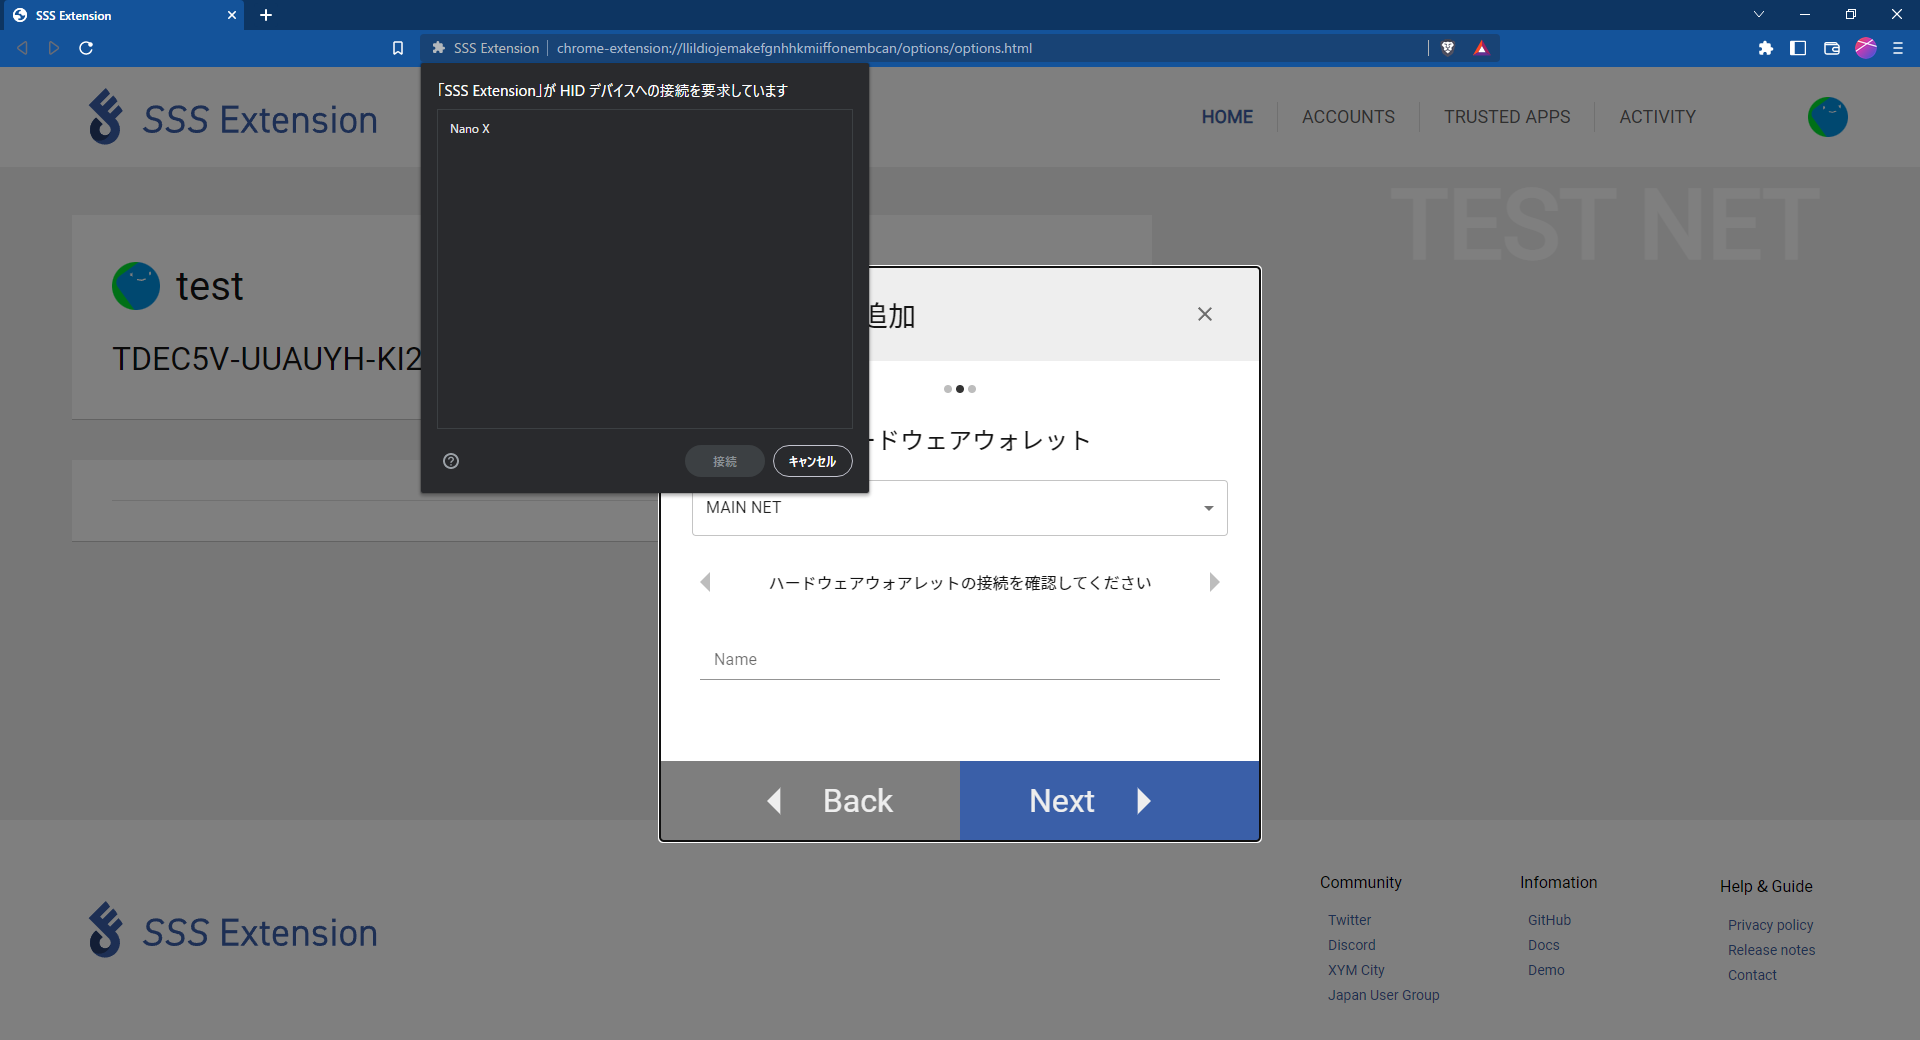 SSS Extension
SSS Extension
chrome-extension://llildiojemakefgnhhkmiiffonembcan/options/options.html
「SSS Extension」が HID デバイスへの接続を要求しています
Nano X
接続
キャンセル
SSS Extension
HOME
ACCOUNTS
TRUSTED APPS
ACTIVITY
TEST NET
test
TDEC5V-UUAUYH-KI2
追加
ードウェアウォレット
MAIN NET
ハードウェアウォアレットの接続を確認してください
Name
Back
Next
SSS Extension
Community
Twitter
Discord
XYM City
Japan User Group
Infomation
GitHub
Docs
Demo
Help & Guide
Privacy policy
Release notes
Contact